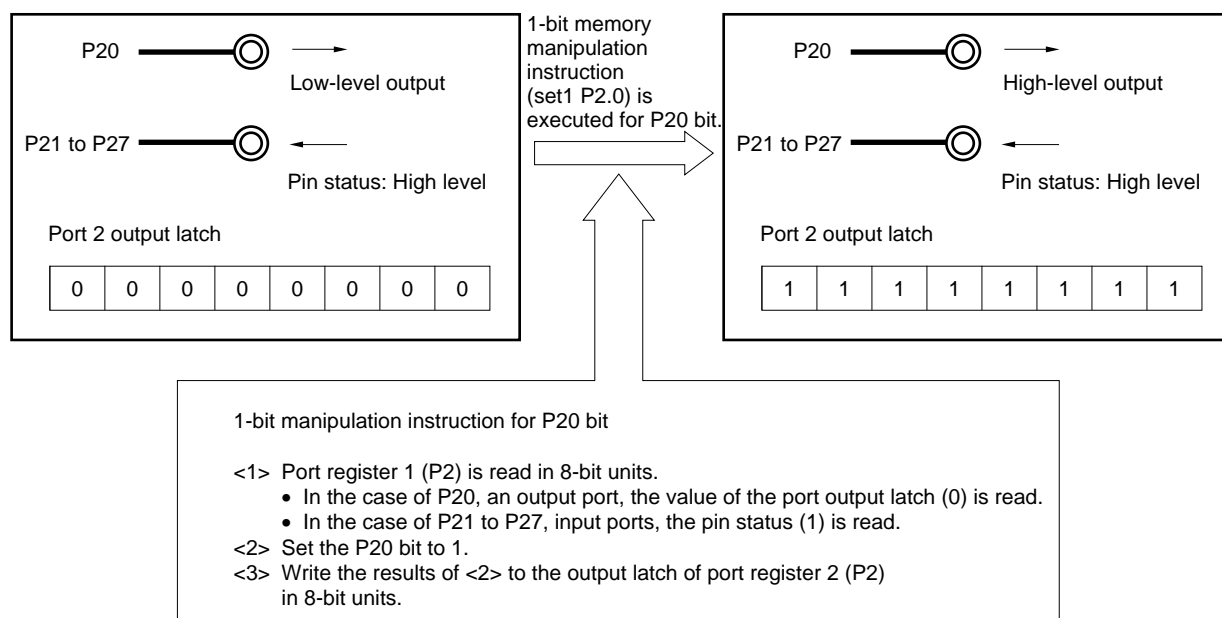 P20
Low-level output
P21 to P27
Pin status: High level
Port 2 output latch
0 0 0 0 0 0 0 0
1-bit memory
manipulation
instruction
(set1 P2.0) is
executed for P20 bit.
P20
High-level output
P21 to P27
Pin status: High level
Port 2 output latch
1 1 1 1 1 1 1 1
1-bit manipulation instruction for P20 bit
<1> Port register 1 (P2) is read in 8-bit units.
• In the case of P20, an output port, the value of the port output latch (0) is read.
• In the case of P21 to P27, input ports, the pin status (1) is read.
<2> Set the P20 bit to 1.
<3> Write the results of <2> to the output latch of port register 2 (P2)
in 8-bit units.